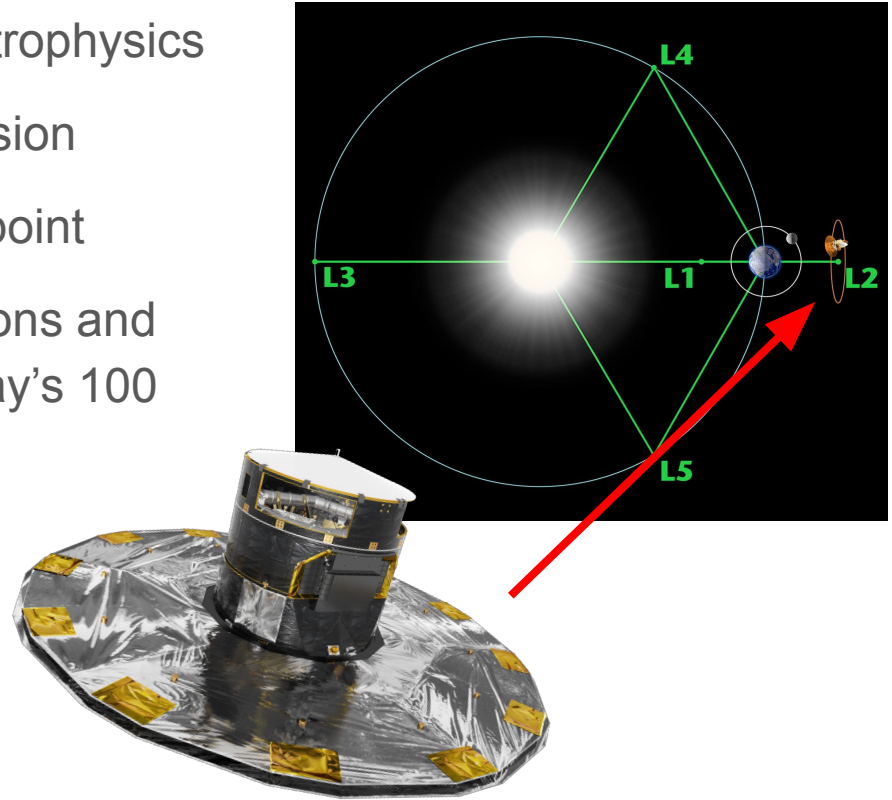 trophysics
sion
point
ons and
ay's 100
L4
L3
L1
L2
L5